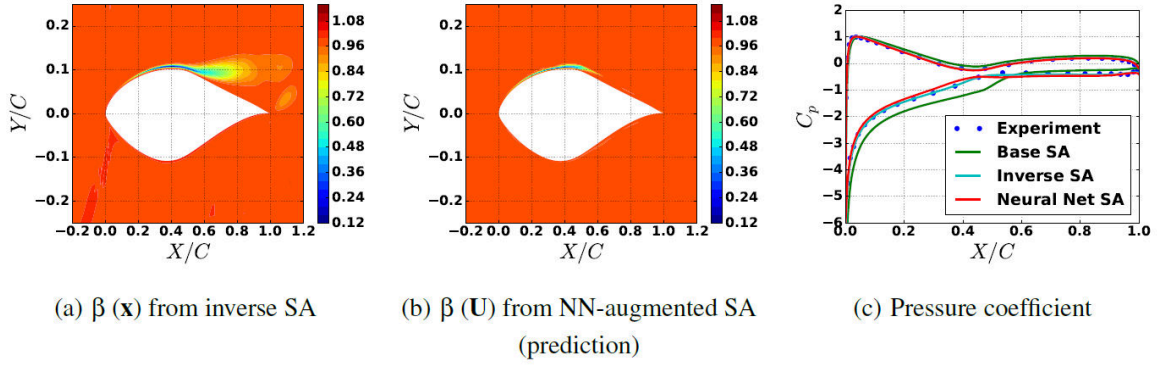 0.2
0.1
0.0
−0.1
−0.2
Y/C
−0.2 0.0 0.2 0.4 0.6 0.8 1.0 1.2
X/C
1.08
0.96
0.84
0.72
0.60
0.48
0.36
0.24
0.12
(a) β (x) from inverse SA
0.2
0.1
0.0
−0.1
−0.2
Y/C
−0.2 0.0 0.2 0.4 0.6 0.8 1.0 1.2
X/C
1.08
0.96
0.84
0.72
0.60
0.48
0.36
0.24
0.12
(b) β (U) from NN-augmented SA
(prediction)
2
1
0
−1
−2
−3
−4
−5
−6
Cp
Experiment
Base SA
Inverse SA
Neural Net SA
0.0 0.2 0.4 0.6 0.8 1.0
X/C
(c) Pressure coefficient